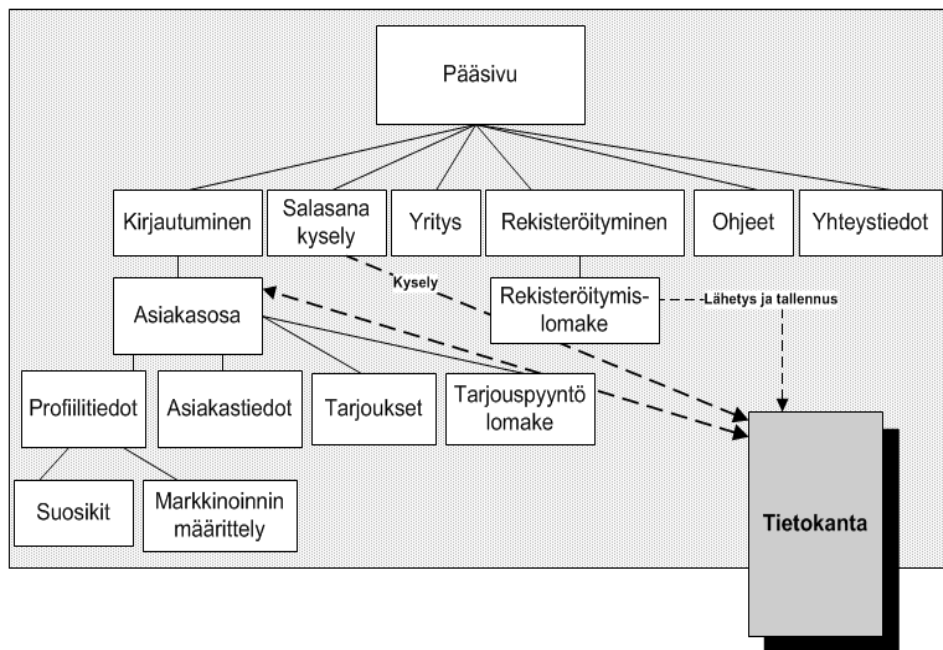 Pääsivu
Kirjautuminen
Salasana
kysely
Yritys
Rekisteröityminen
Ohjeet
Yhteystiedot
Kysely
Asiakasosa
Rekisteröitymis-
lomake
Lähetys ja tallennus
Profiilitiedot
Asiakastiedot
Tarjoukset
Tarjouspyyntö
lomake
Suosikit
Markkinoinnin
määrittely
Tietokanta